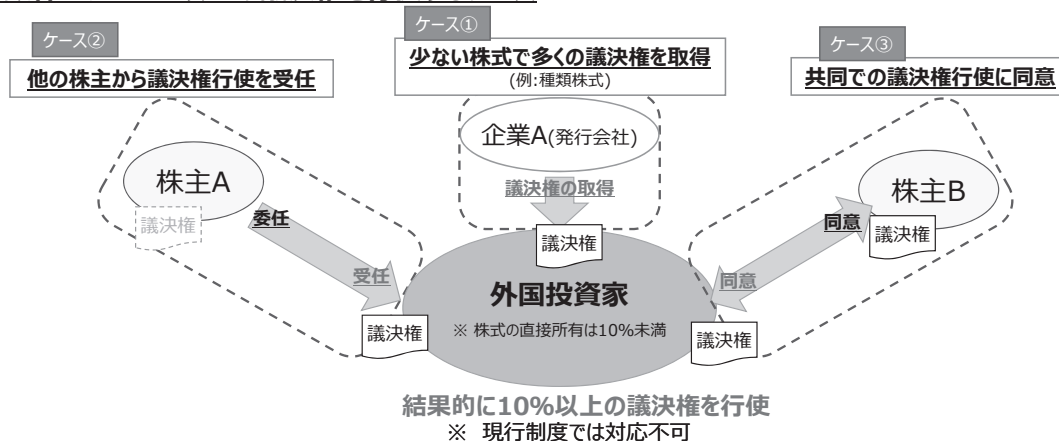 ケース②
他の株主から議決権行使を受任
ケース①
少ない株式で多くの議決権を取得
(例:種類株式)
ケース③
共同での議決権行使に同意
企業A(発行会社)
議決権の取得
議決権
株主A
議決権
委任
受任
議決権
株主B
議決権
同意
同意
議決権
外国投資家
※ 株式の直接所有は10%未満
結果的に10%以上の議決権を行使
※ 現行制度では対応不可